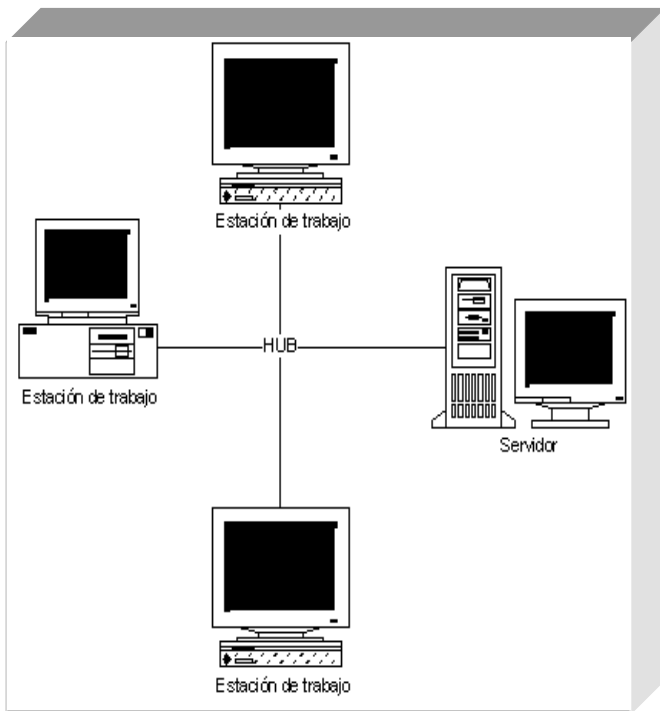 Estación de trabajo
HUB
Estación de trabajo
Servidor
Estación de trabajo